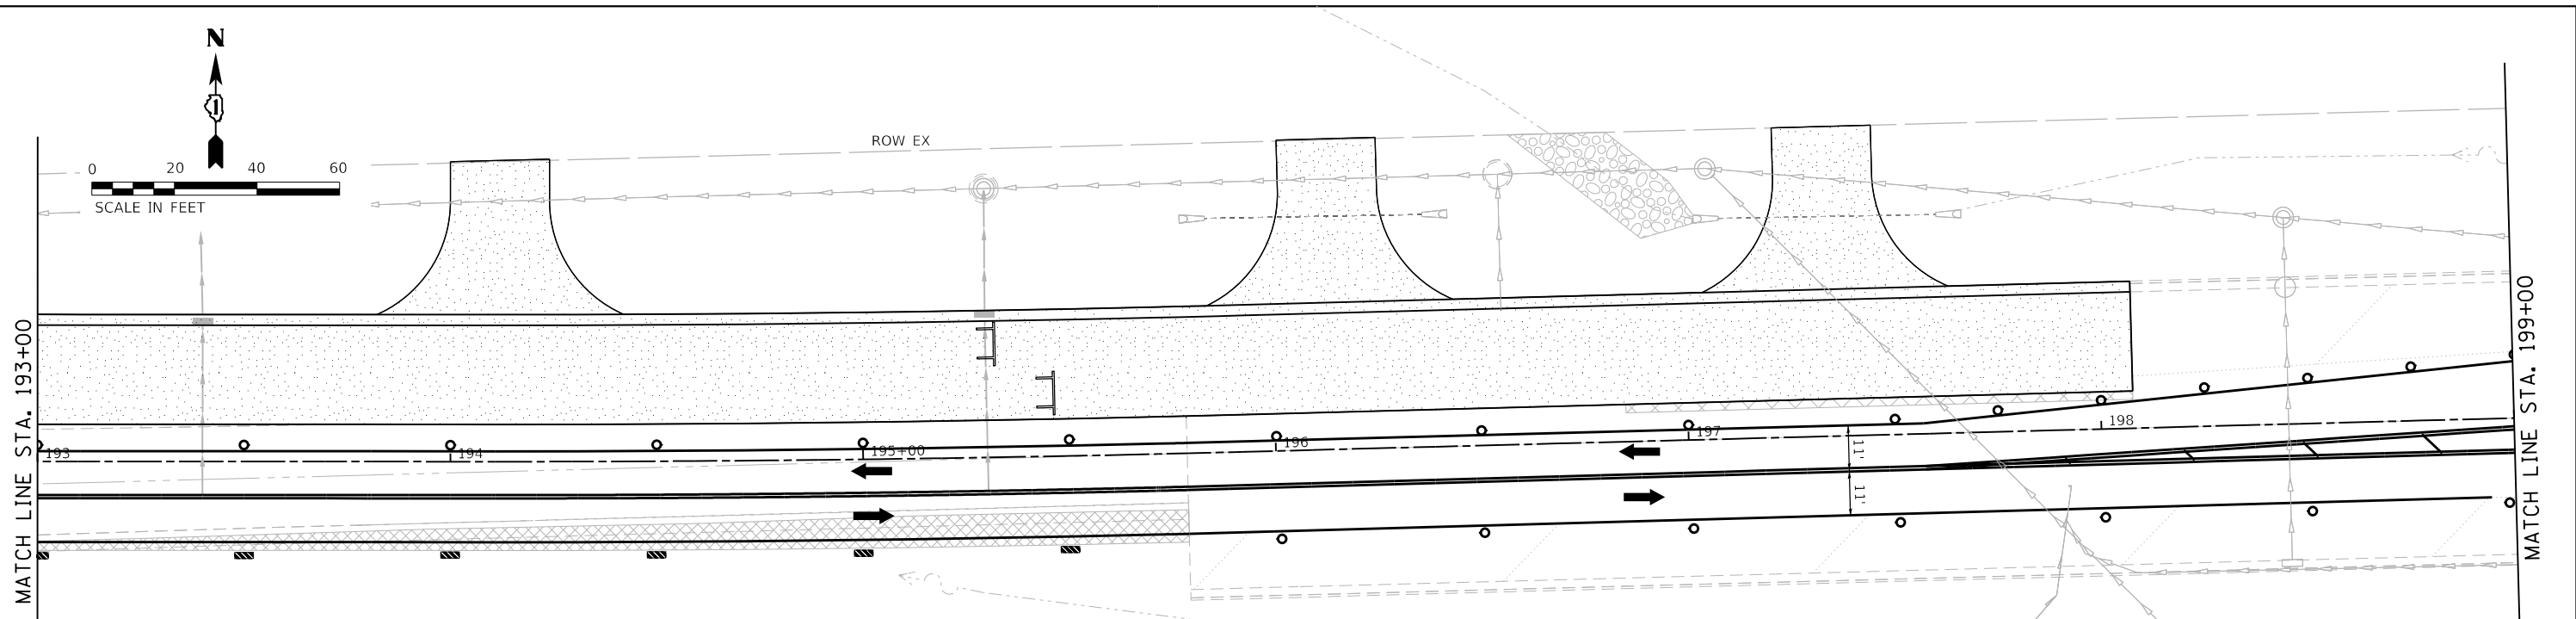 N
0 20 40 60
SCALE IN FEET
ROW EX
MATCH LINE STA. 193+00
193
194
195+00
196
197
198
11'
11'
MATCH LINE STA. 199+00